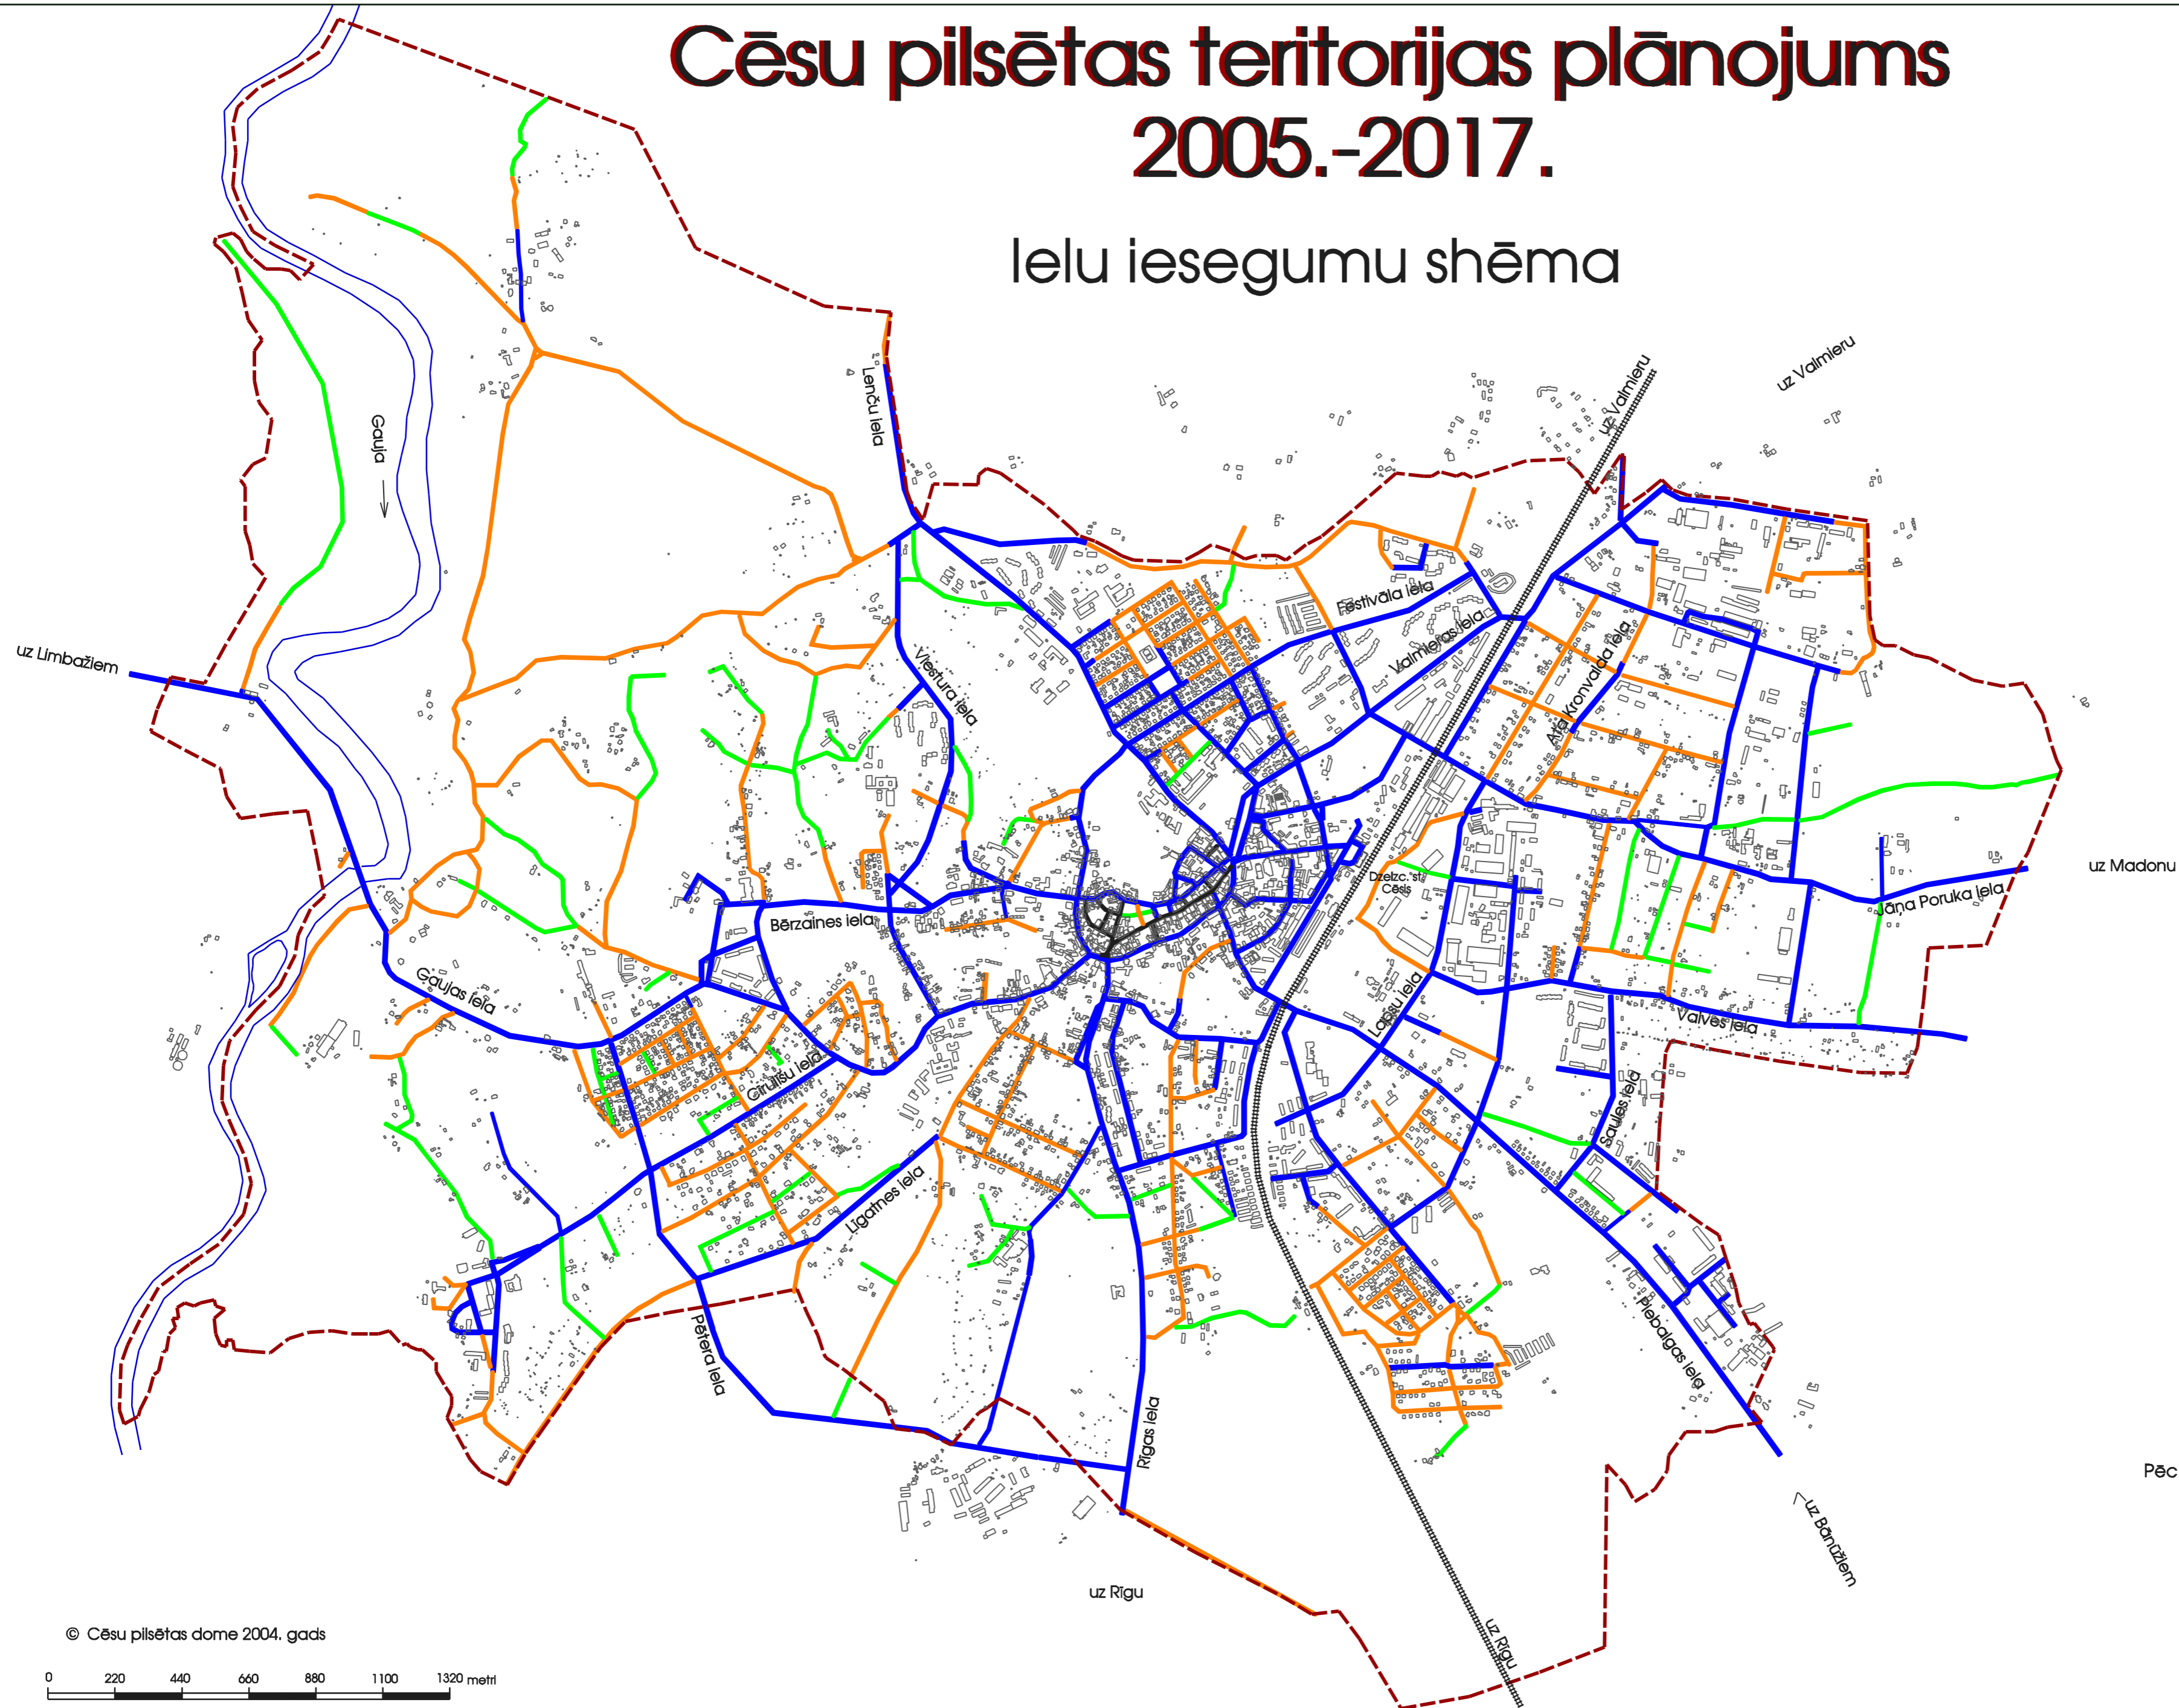 Cēsu pilsētas teritorijas plānojums
2005.-2017.
Ielu iesegumu shēma
uz Valmieru
uz Valmieru
Lenču iela
Gauja
Festivāla iela
Valmieras iela
Ata Kronvalda iela
uz Limbažiem
Viestura iela
uz Madonu
Dzelzc. st.
Cēsis
Jāņa Poruka iela
Bērzaines iela
Gaujas iela
Lapsu iela
Valves iela
Cīrulīšu iela
Saules iela
Līgatnes iela
Piebalgas iela
Pētera iela
Rīgas iela
Pēc
uz Bānūžiem
uz Rīgu
uz Rīgu
© Cēsu pilsētas dome 2004. gads
0 220 440 660 880 1100 1320 metri